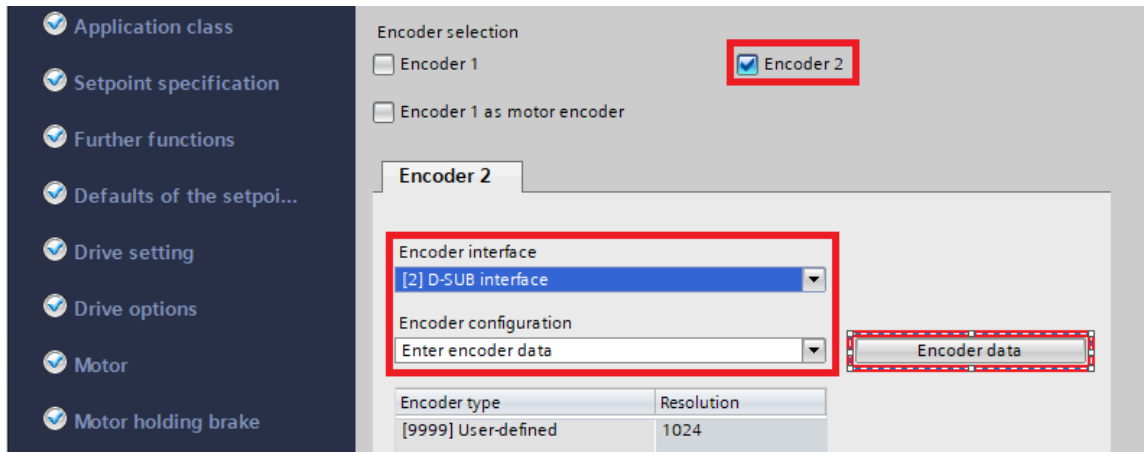 Application class
Setpoint specification
Further functions
Defaults of the setpoi...
Drive setting
Drive options
Motor
Motor holding brake
Encoder selection
Encoder 1
Encoder 2
Encoder 1 as motor encoder
Encoder 2
Encoder interface
[2] D-SUB interface
Encoder configuration
Enter encoder data
Encoder data
Encoder type Resolution
[9999] User-defined 1024